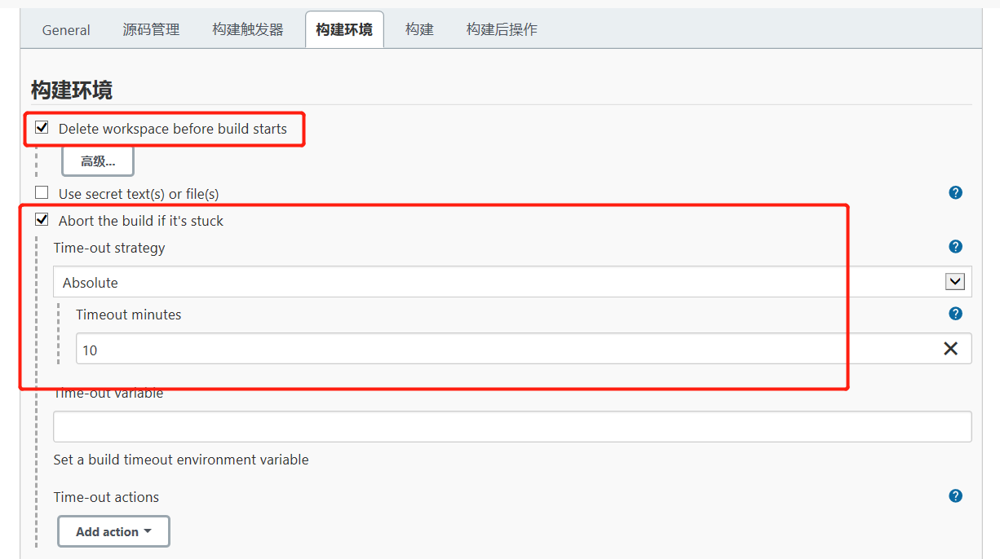 General 源码管理 构建触发器 构建环境 构建 构建后操作
构建环境
Delete workspace before build starts
高级...
Use secret text(s) or file(s)
Abort the build if it's stuck
Time-out strategy
Absolute
Timeout minutes
10
Time-out variable
Set a build timeout environment variable
Time-out actions
Add action